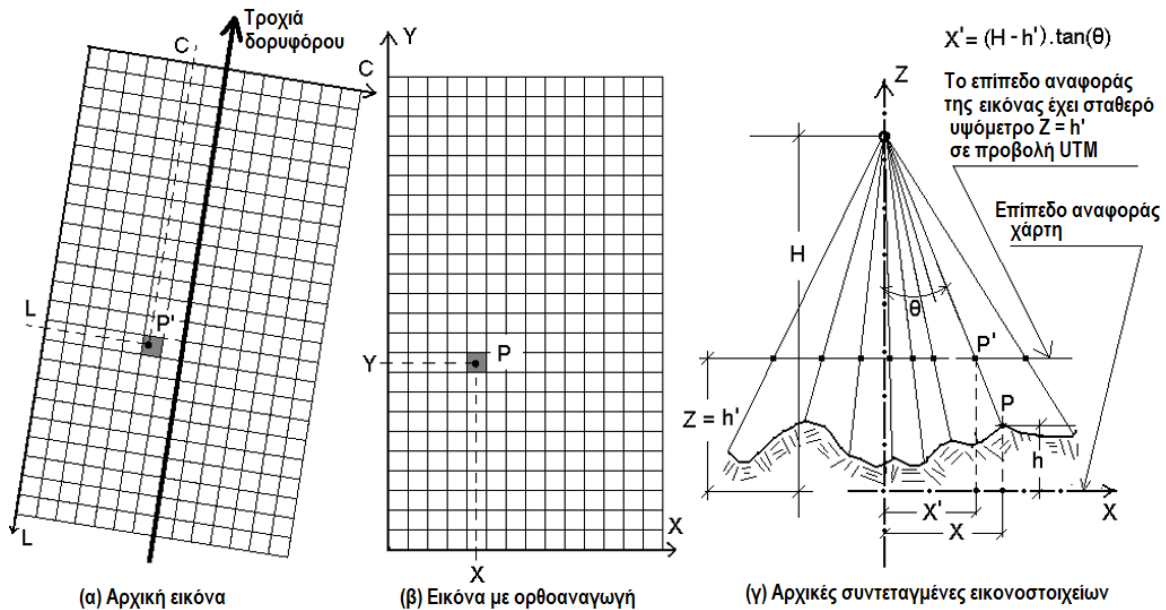 Τροχιά
δορυφόρου
C
C
L
P'
L
(α) Αρχική εικόνα
Y
P
Y
X
X
(β) Εικόνα με ορθοαναγωγή
X'= (H - h').tan(θ)
Z
Το επίπεδο αναφοράς
της εικόνας έχει σταθερό
υψόμετρο Z = h'
σε προβολή UTM
Επίπεδο αναφοράς
χάρτη
H
θ
P'
P
Z = h'
h
X'
X
X
(γ) Αρχικές συντεταγμένες εικονοστοιχείων